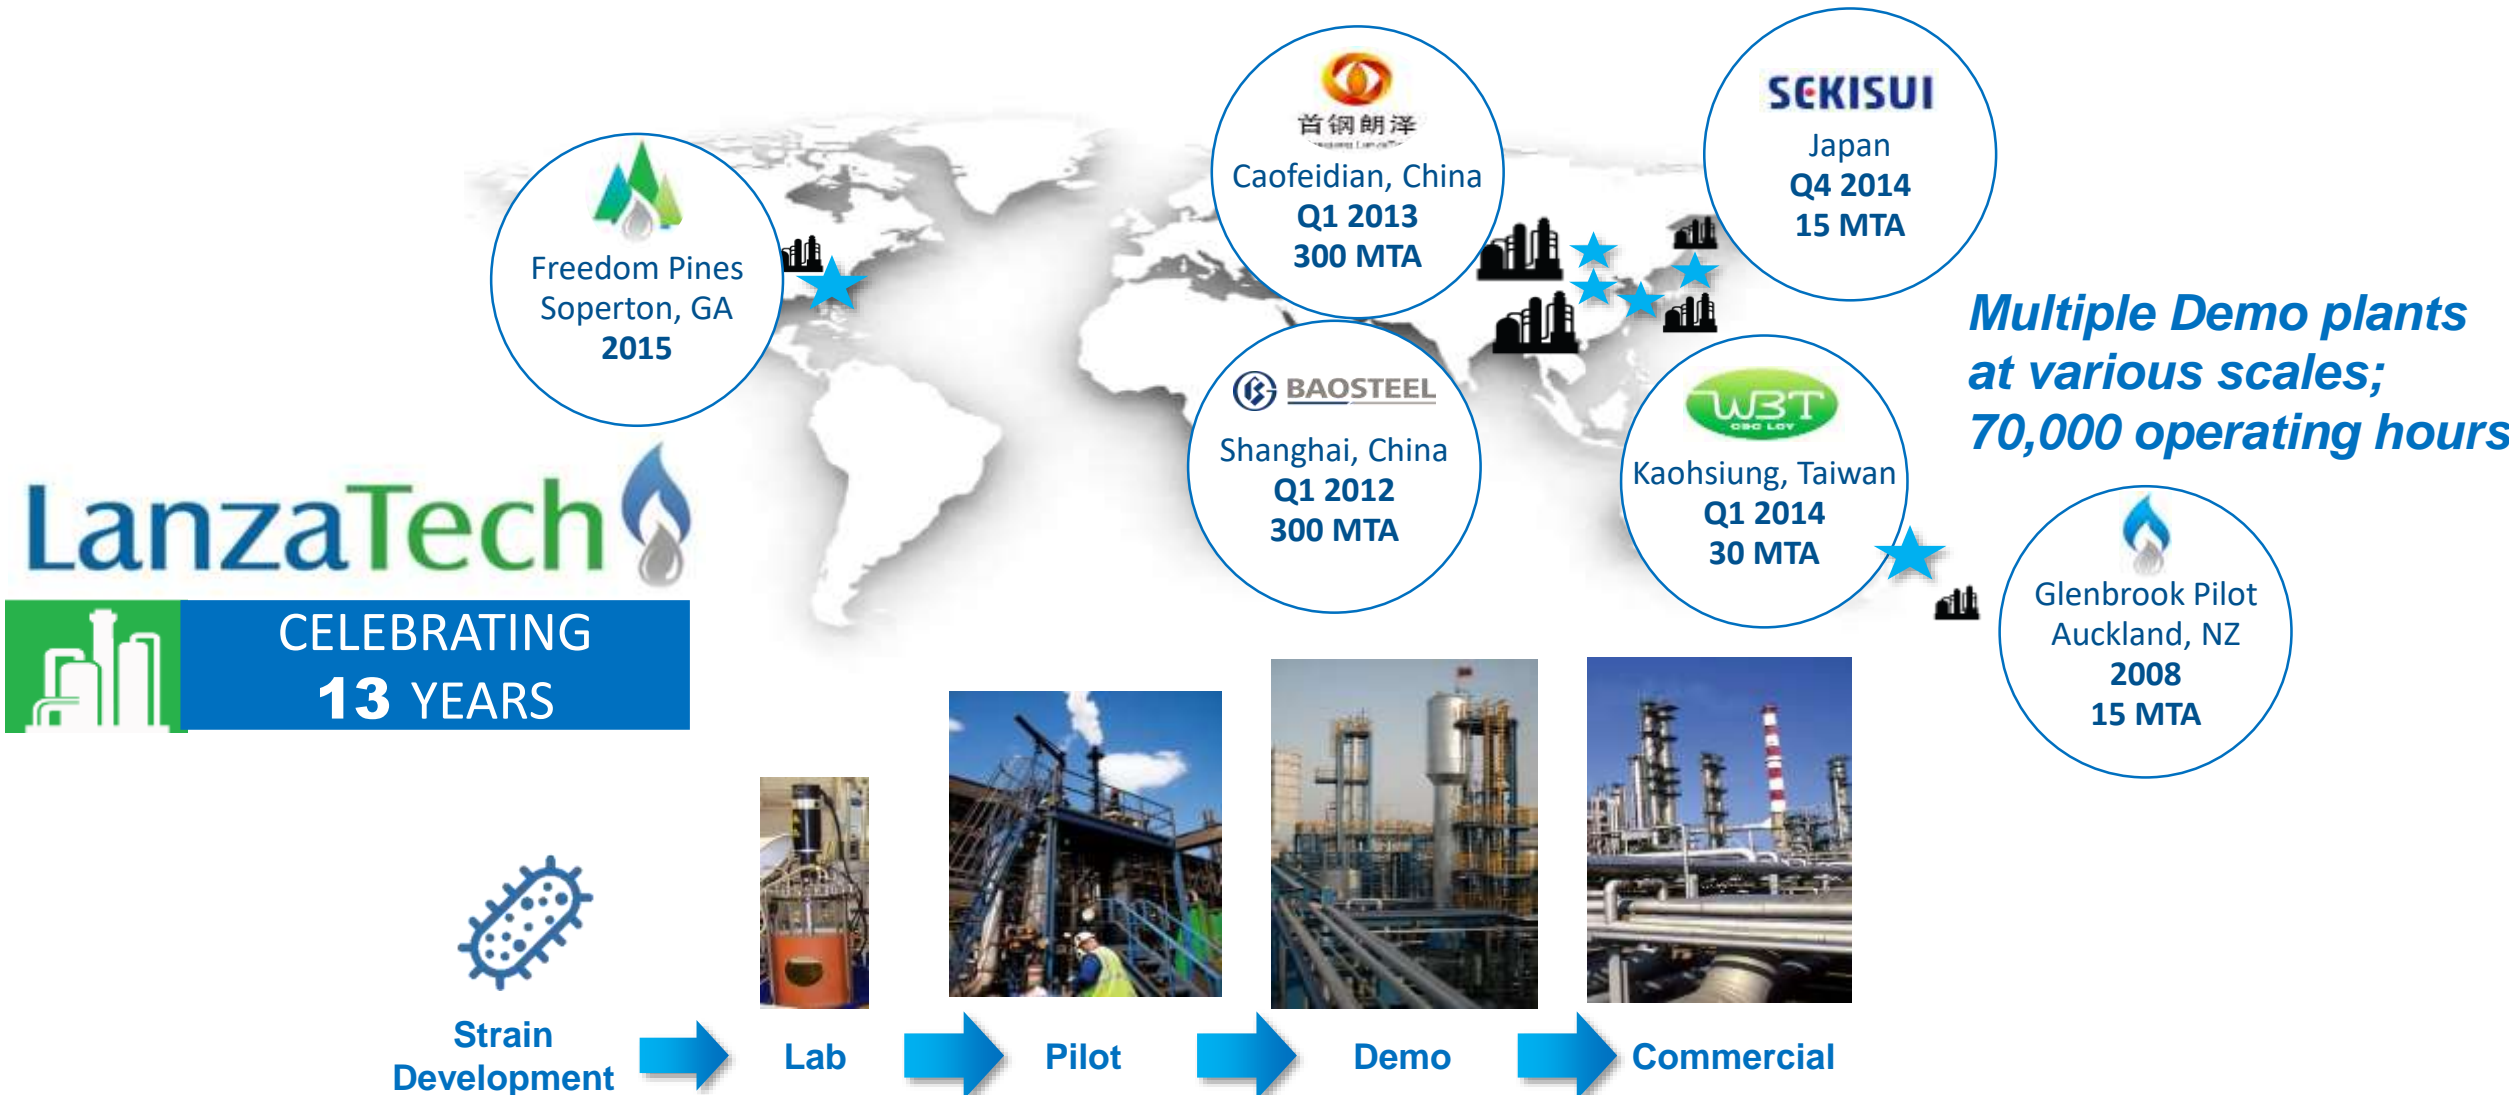 Freedom Pines
Soperton, GA
2015
首钢朗泽
Caofeidian, China
Q1 2013
300 MTA
SEKISUI
Japan
Q4 2014
15 MTA
BAOSTEEL
Shanghai, China
Q1 2012
300 MTA
WBT
CSC LCY
Kaohsiung, Taiwan
Q1 2014
30 MTA
Multiple Demo plants
at various scales;
70,000 operating hours
Glenbrook Pilot
Auckland, NZ
2008
15 MTA
LanzaTech
CELEBRATING
13 YEARS
Strain
Development
Lab
Pilot
Demo
Commercial